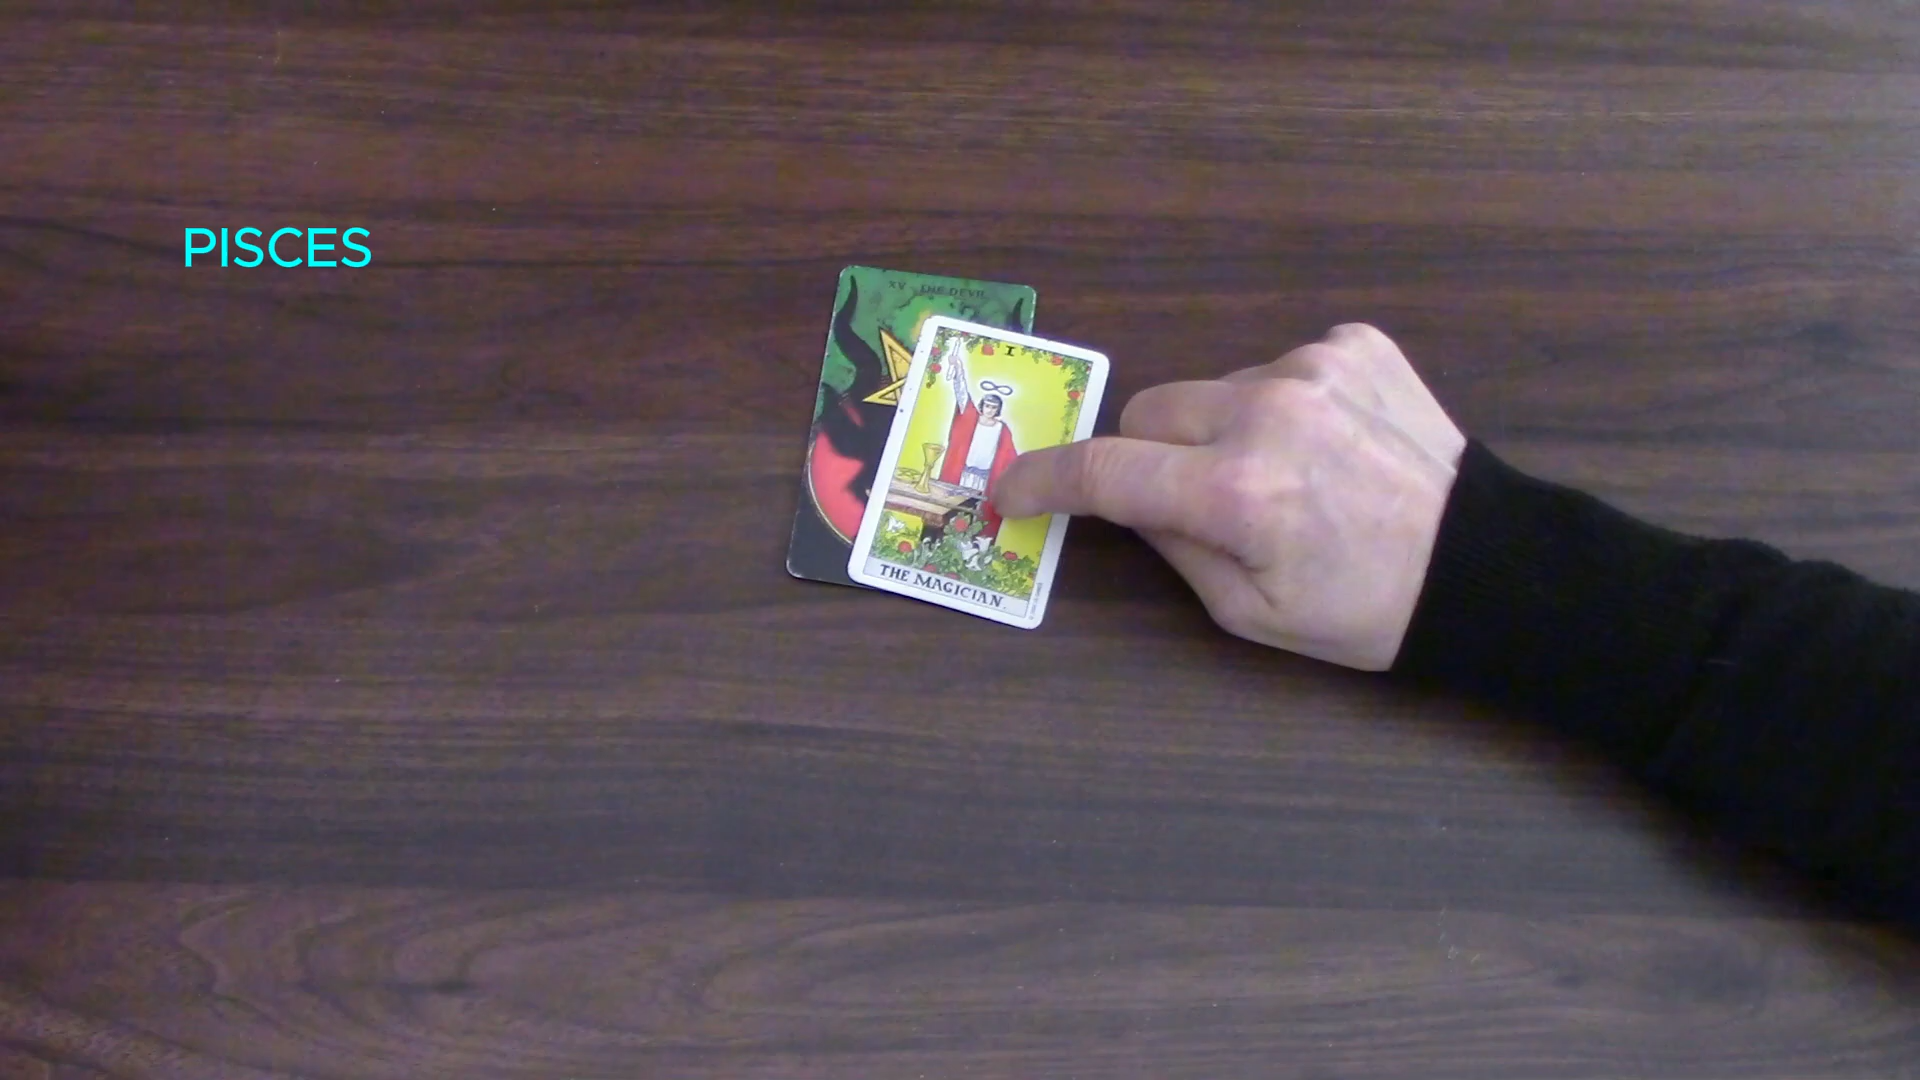 PISCES
XV THE DEVIL
I
THE MAGICIAN.